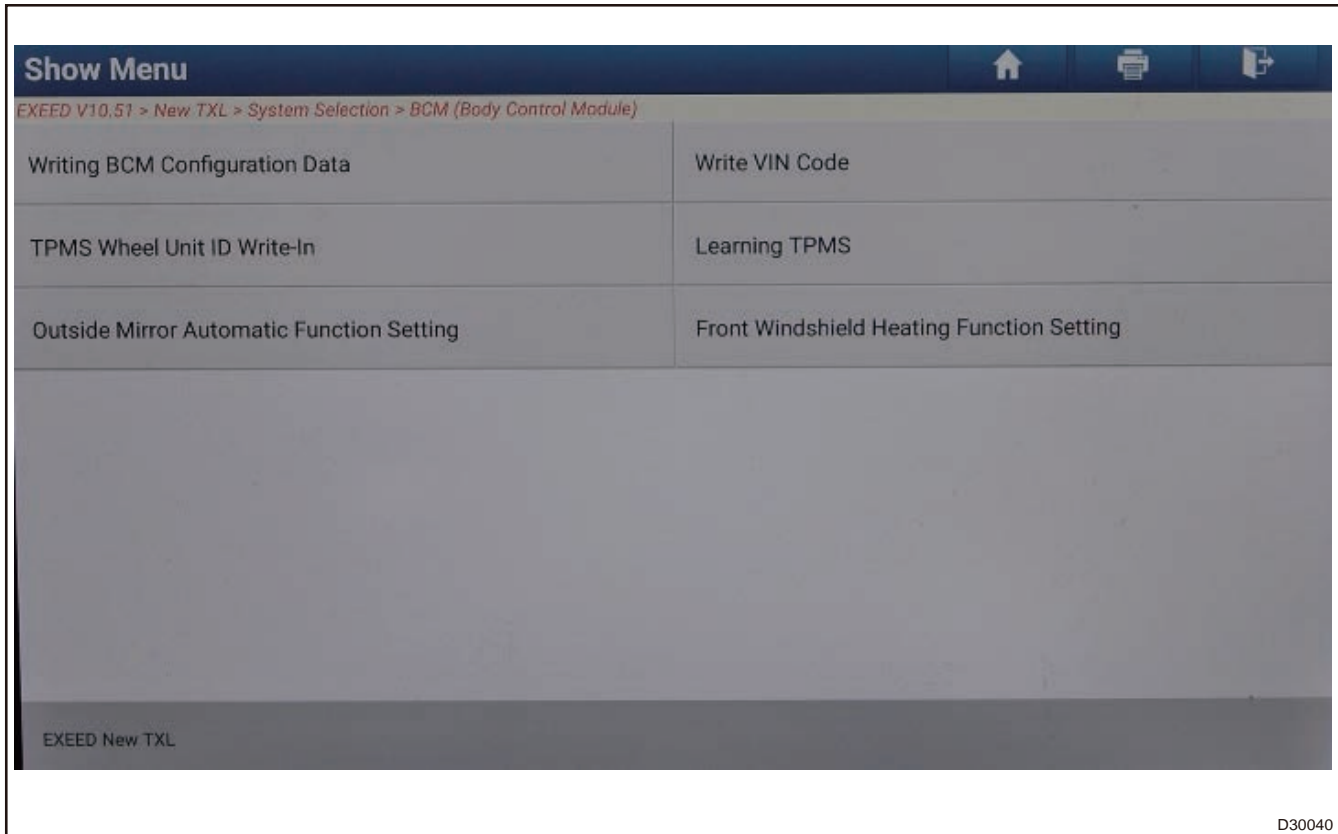 Show Menu
EXEED V10.51 > New TXL > System Selection > BCM (Body Control Module)
Writing BCM Configuration Data
Write VIN Code
TPMS Wheel Unit ID Write-In
Learning TPMS
Outside Mirror Automatic Function Setting
Front Windshield Heating Function Setting
EXEED New TXL
D30040